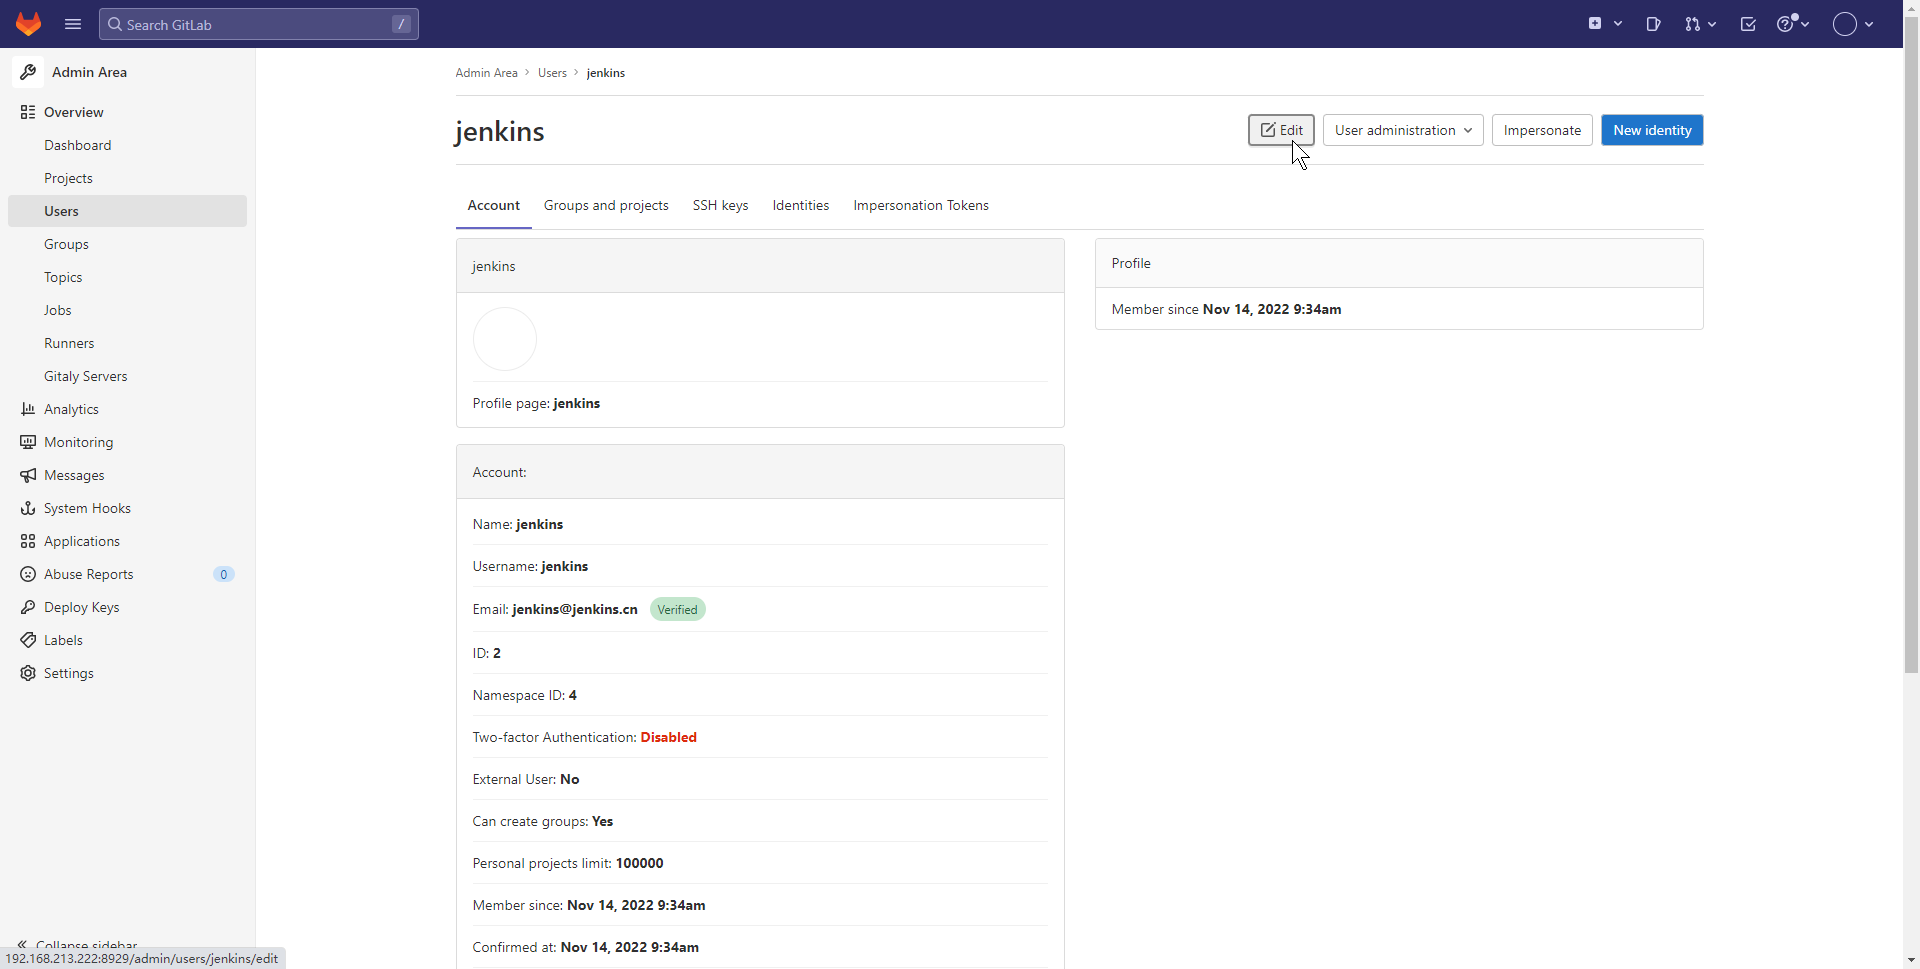 Search GitLab /
Admin Area
Overview
Dashboard
Projects
Users
Groups
Topics
Jobs
Runners
Gitaly Servers
Analytics
Monitoring
Messages
System Hooks
Applications
Abuse Reports 0
Deploy Keys
Labels
Settings
Collapse sidebar
192.168.213.222:8929/admin/users/jenkins/edit
Admin Area > Users > jenkins
jenkins
Edit User administration Impersonate New identity
Account Groups and projects SSH keys Identities Impersonation Tokens
jenkins
Profile page: jenkins
Account:
Name: jenkins
Username: jenkins
Email: jenkins@jenkins.cn Verified
ID: 2
Namespace ID: 4
Two-factor Authentication: Disabled
External User: No
Can create groups: Yes
Personal projects limit: 100000
Member since: Nov 14, 2022 9:34am
Confirmed at: Nov 14, 2022 9:34am
Profile
Member since Nov 14, 2022 9:34am